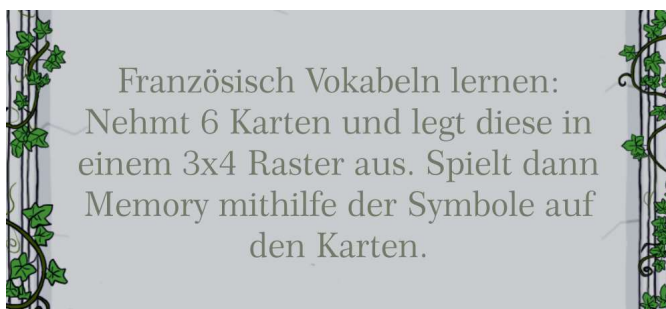 Französisch Vokabeln lernen:
Nehmt 6 Karten und legt diese in
einem 3x4 Raster aus. Spielt dann
Memory mithilfe der Symbole auf
den Karten.